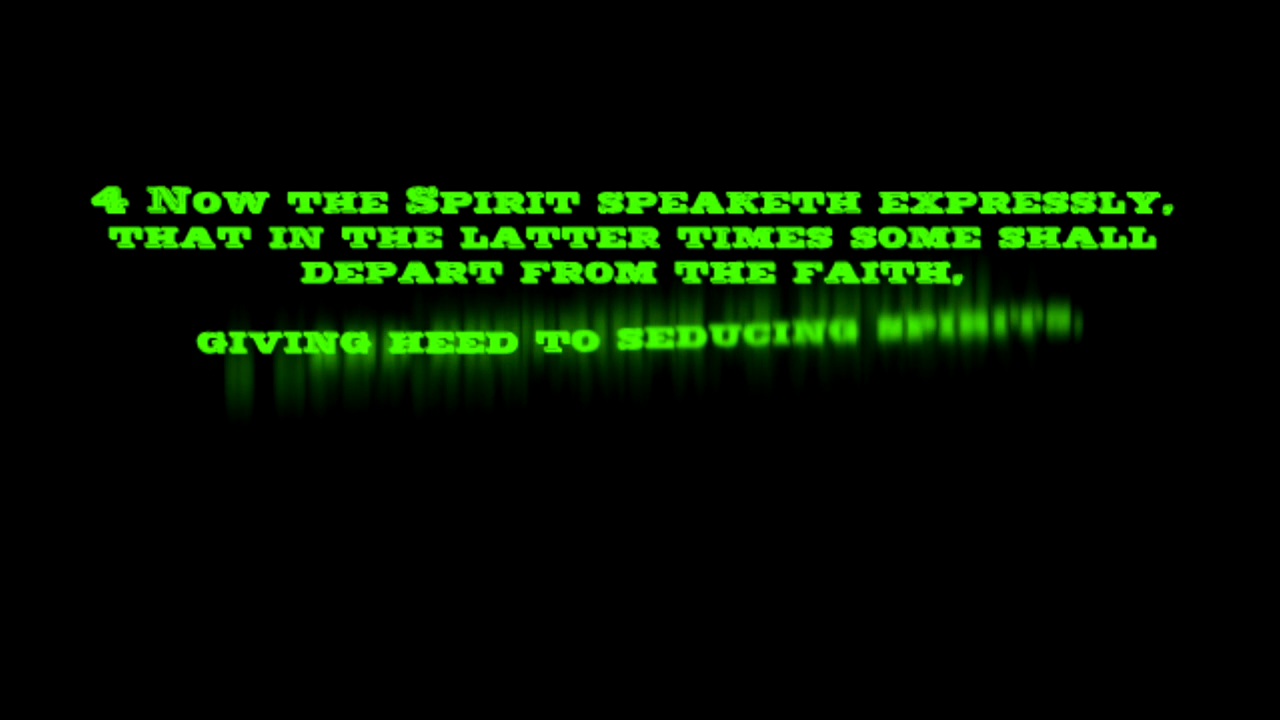 4 Now the Spirit speaketh expressly,
that in the latter times some shall
depart from the faith,
giving heed to seducing spirits,